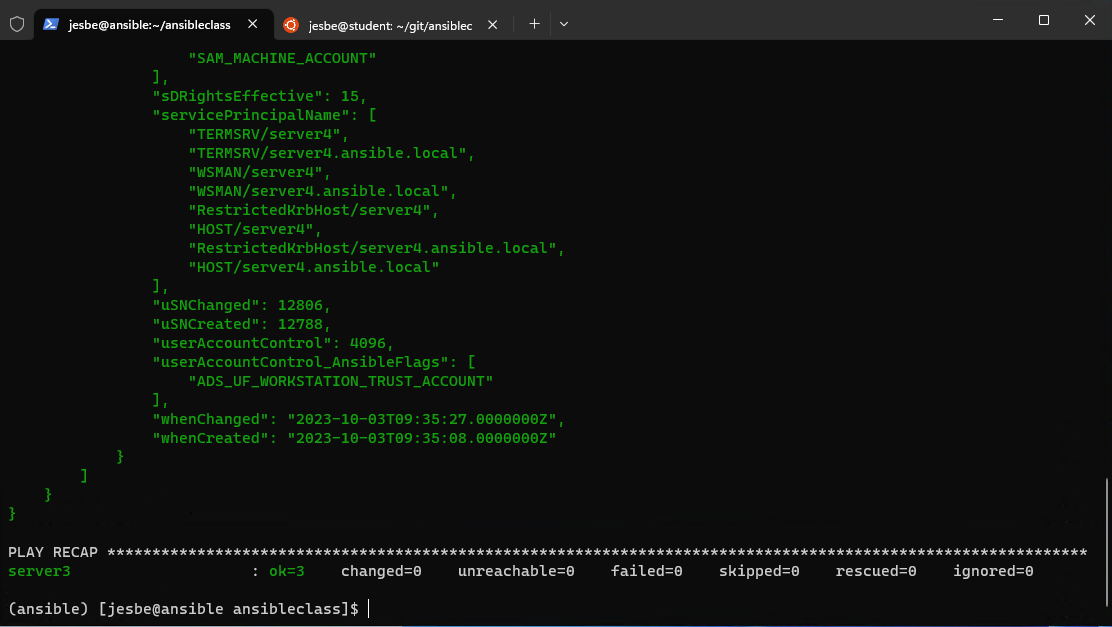 jesbe@ansible:~/ansibleclass
jesbe@student: ~/git/ansiblec
"SAM_MACHINE_ACCOUNT"
],
"sDRightsEffective": 15,
"servicePrincipalName": [
"TERMSRV/server4",
"TERMSRV/server4.ansible.local",
"WSMAN/server4",
"WSMAN/server4.ansible.local",
"RestrictedKrbHost/server4",
"HOST/server4",
"RestrictedKrbHost/server4.ansible.local",
"HOST/server4.ansible.local"
],
"uSNChanged": 12806,
"uSNCreated": 12788,
"userAccountControl": 4096,
"userAccountControl_AnsibleFlags": [
"ADS_UF_WORKSTATION_TRUST_ACCOUNT"
],
"whenChanged": "2023-10-03T09:35:27.0000000Z",
"whenCreated": "2023-10-03T09:35:08.0000000Z"
}
]
}
}
PLAY RECAP *************************************************************************************************************
server3 : ok=3 changed=0 unreachable=0 failed=0 skipped=0 rescued=0 ignored=0
(ansible) [jesbe@ansible ansibleclass]$